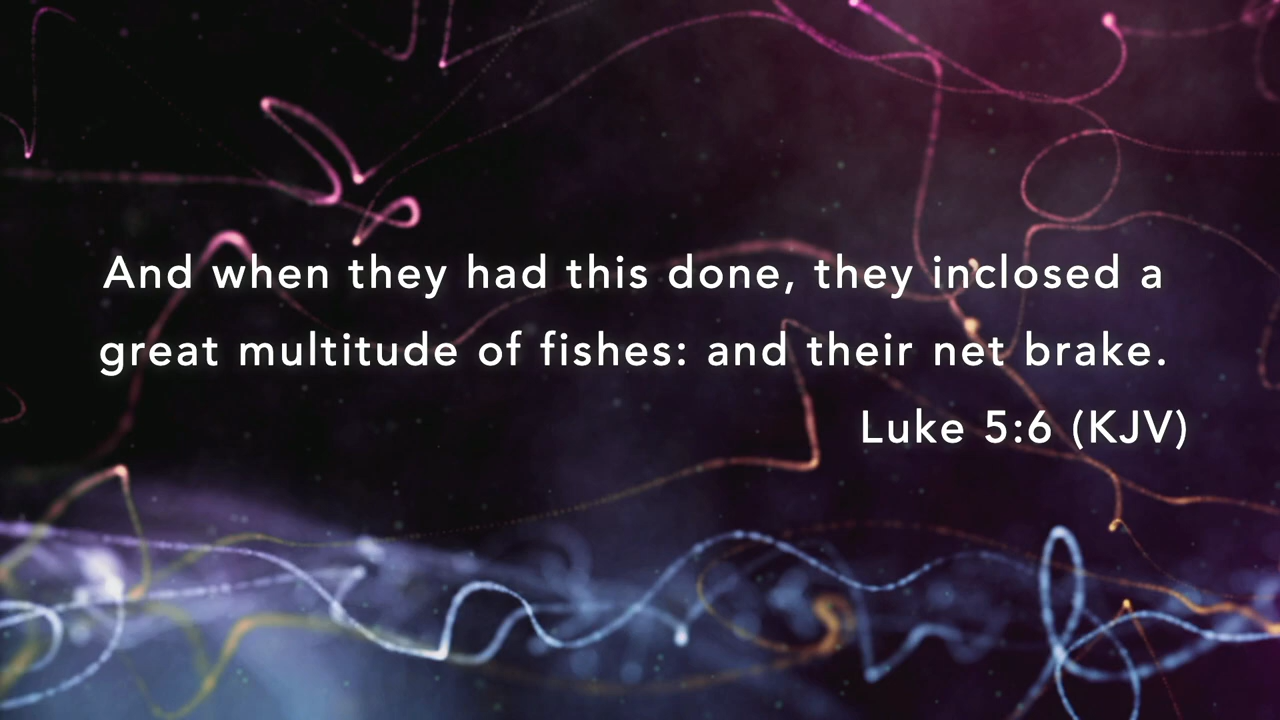 And when they had this done, they inclosed a
great multitude of fishes: and their net brake.
Luke 5:6 (KJV)